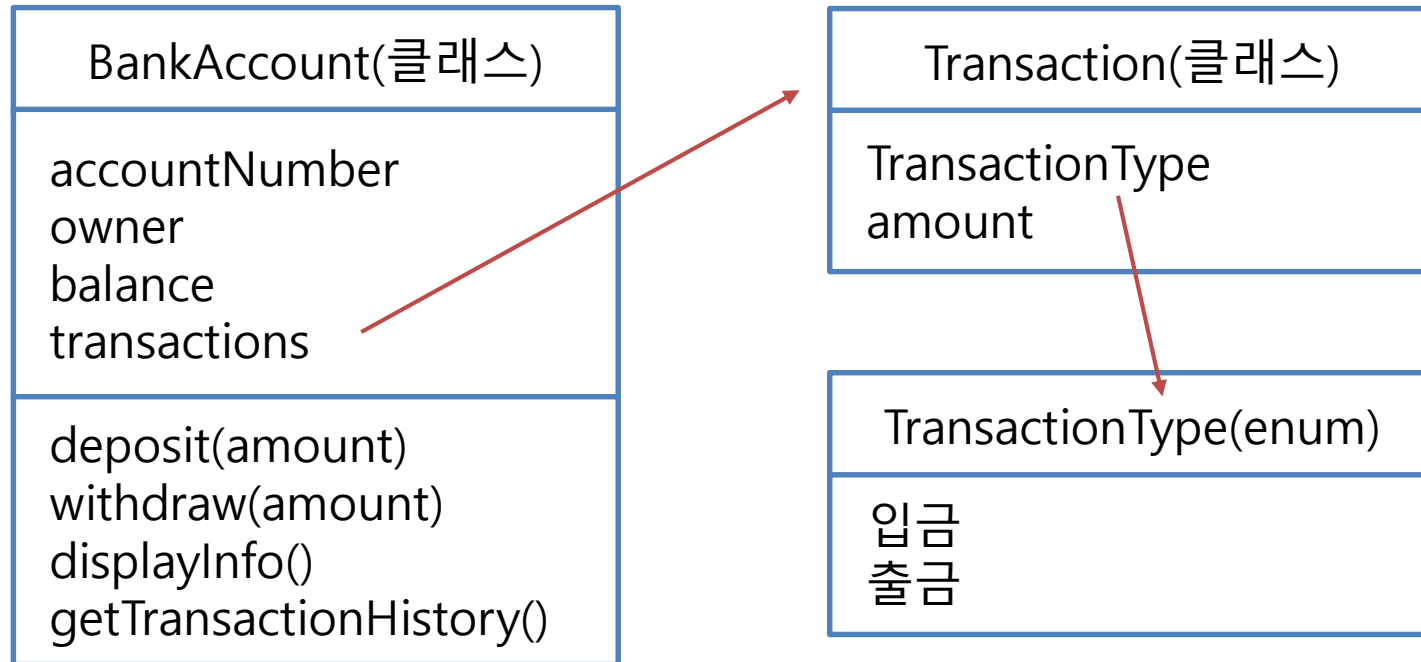 BankAccount(클래스)
accountNumber
owner
balance
transactions
deposit(amount)
withdraw(amount)
displayInfo()
getTransactionHistory()
Transaction(클래스)
TransactionType
amount
TransactionType(enum)
입금
출금